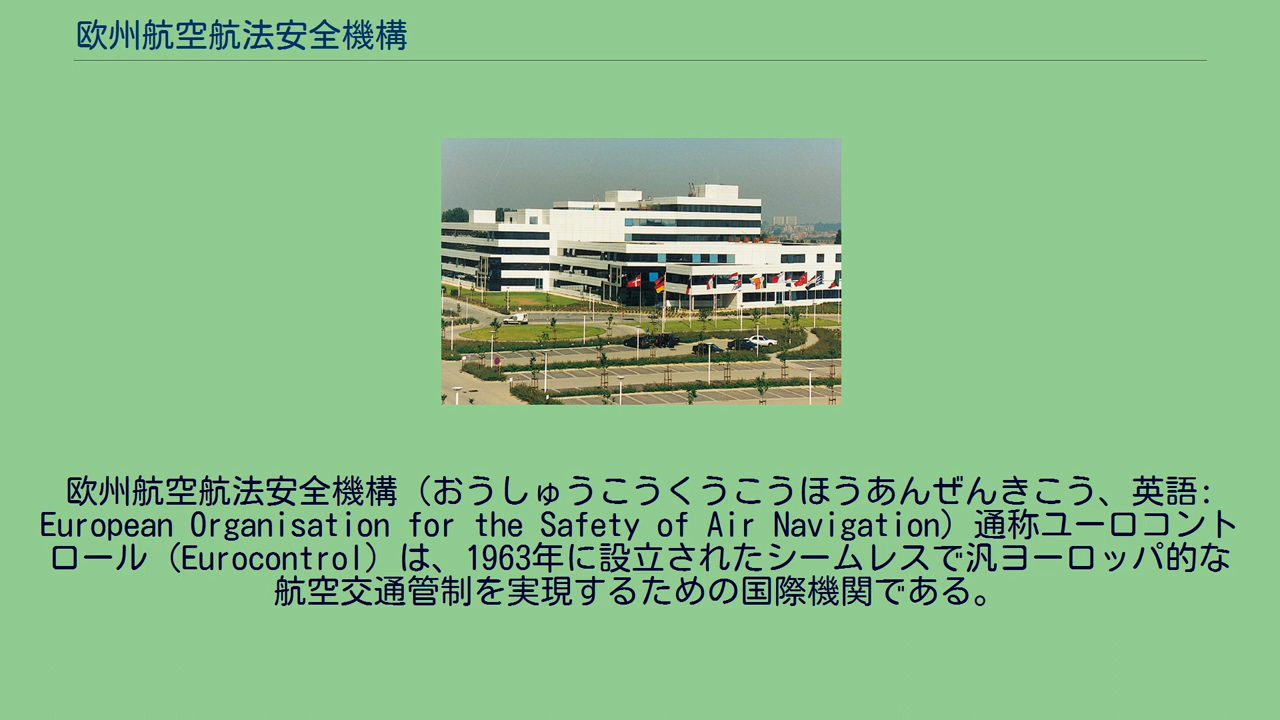 欧州航空航法安全機構
欧州航空航法安全機構（おうしゅうこうくうこうほうあんぜんきこう、英語:
European Organisation for the Safety of Air Navigation）通称ユーロコント
ロール（Eurocontrol）は、1963年に設立されたシームレスで汎ヨーロッパ的な
航空交通管制を実現するための国際機関である。